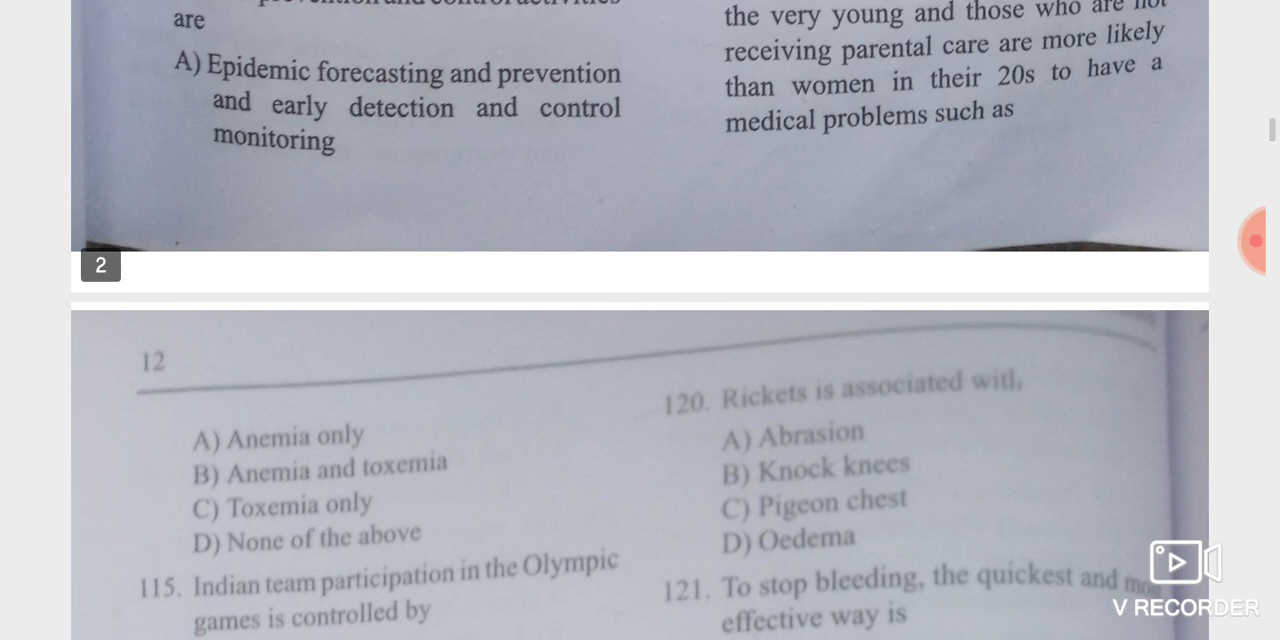 are
A) Epidemic forecasting and prevention
and early detection and control
monitoring
the very young and those who are not
receiving parental care are more likely
than women in their 20s to have a
medical problems such as
2
12
A) Anemia only
B) Anemia and toxemia
C) Toxemia only
D) None of the above
115. Indian team participation in the Olympic
games is controlled by
120. Rickets is associated with
A) Abrasion
B) Knock knees
C) Pigeon chest
D) Oedema
121. To stop bleeding, the quickest and
effective way is
V RECORDER